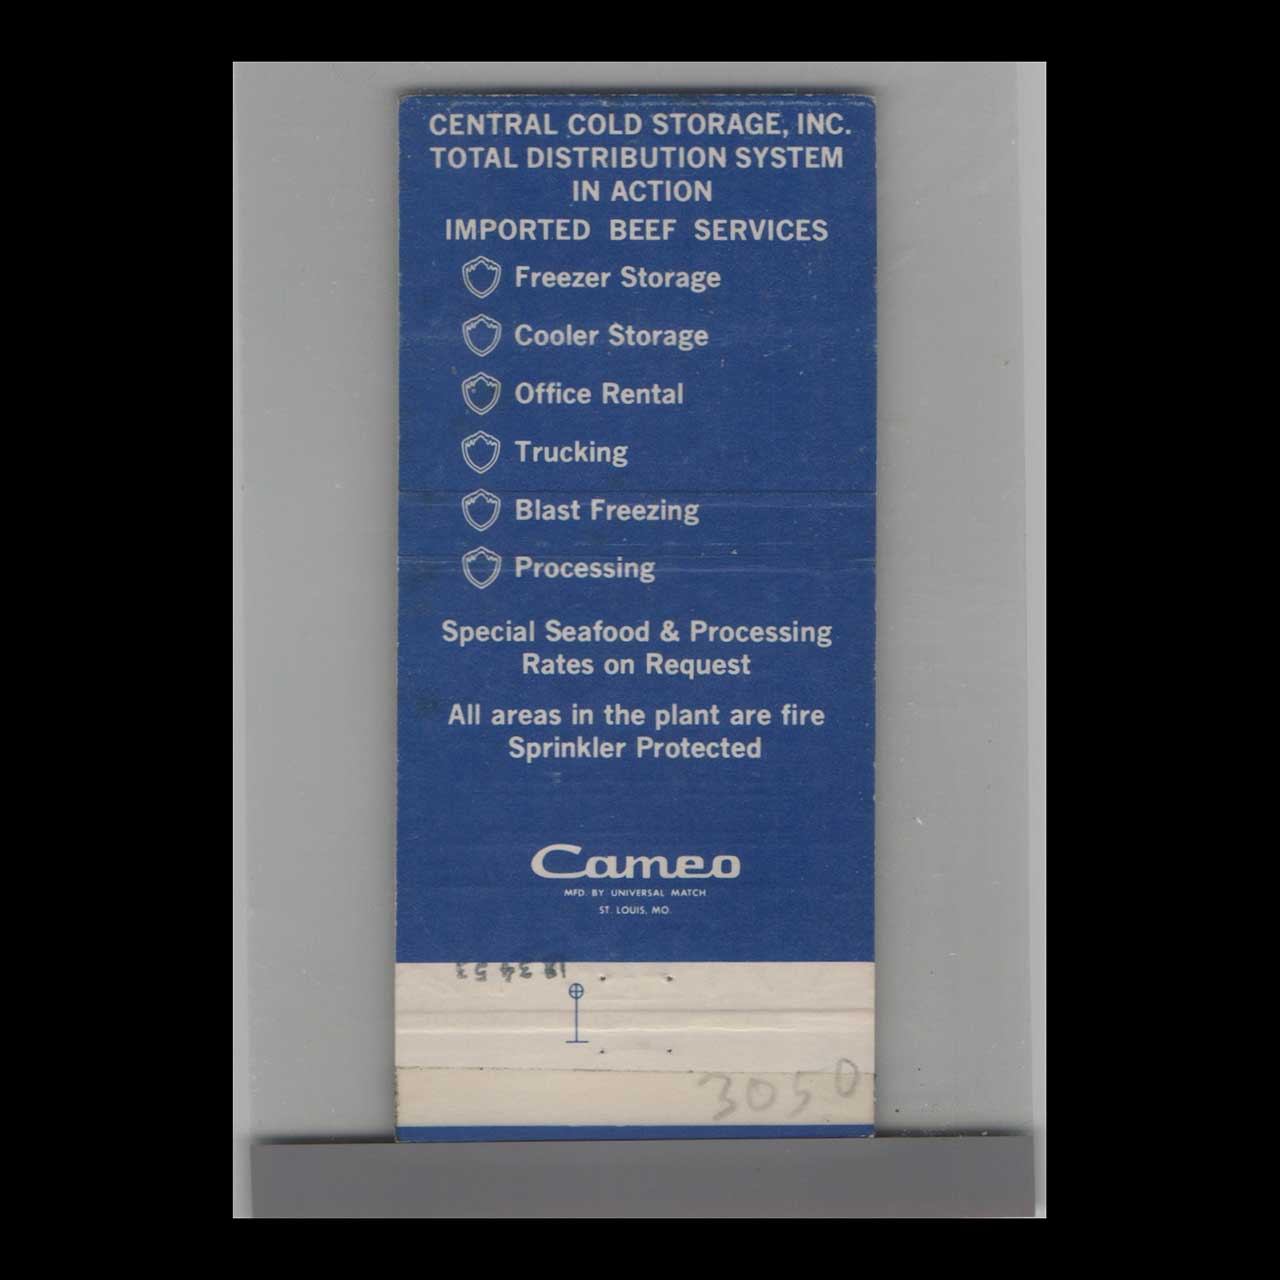 CENTRAL COLD STORAGE, INC.
TOTAL DISTRIBUTION SYSTEM
IN ACTION
IMPORTED BEEF SERVICES
Freezer Storage
Cooler Storage
Office Rental
Trucking
Blast Freezing
Processing
Special Seafood & Processing
Rates on Request
All areas in the plant are fire
Sprinkler Protected
Cameo
MFD. BY UNIVERSAL MATCH
ST. LOUIS, MO.
3050